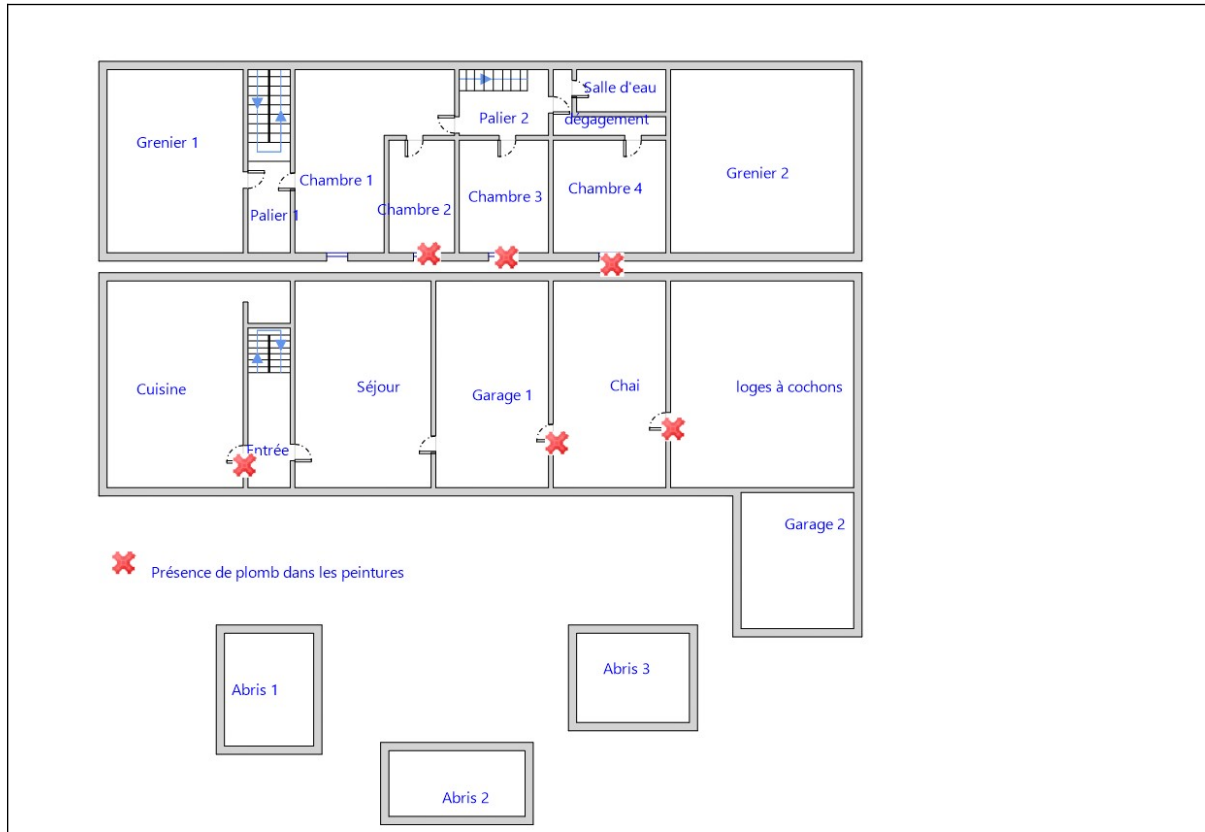 Salle d'eau
Palier 2
dégagement
Grenier 1
Grenier 2
Chambre 1
Chambre 4
Chambre 3
Chambre 2
Palier 1
Cuisine
Séjour
Garage 1
Chai
loges à cochons
Entrée
Garage 2
Présence de plomb dans les peintures
Abris 1
Abris 3
Abris 2